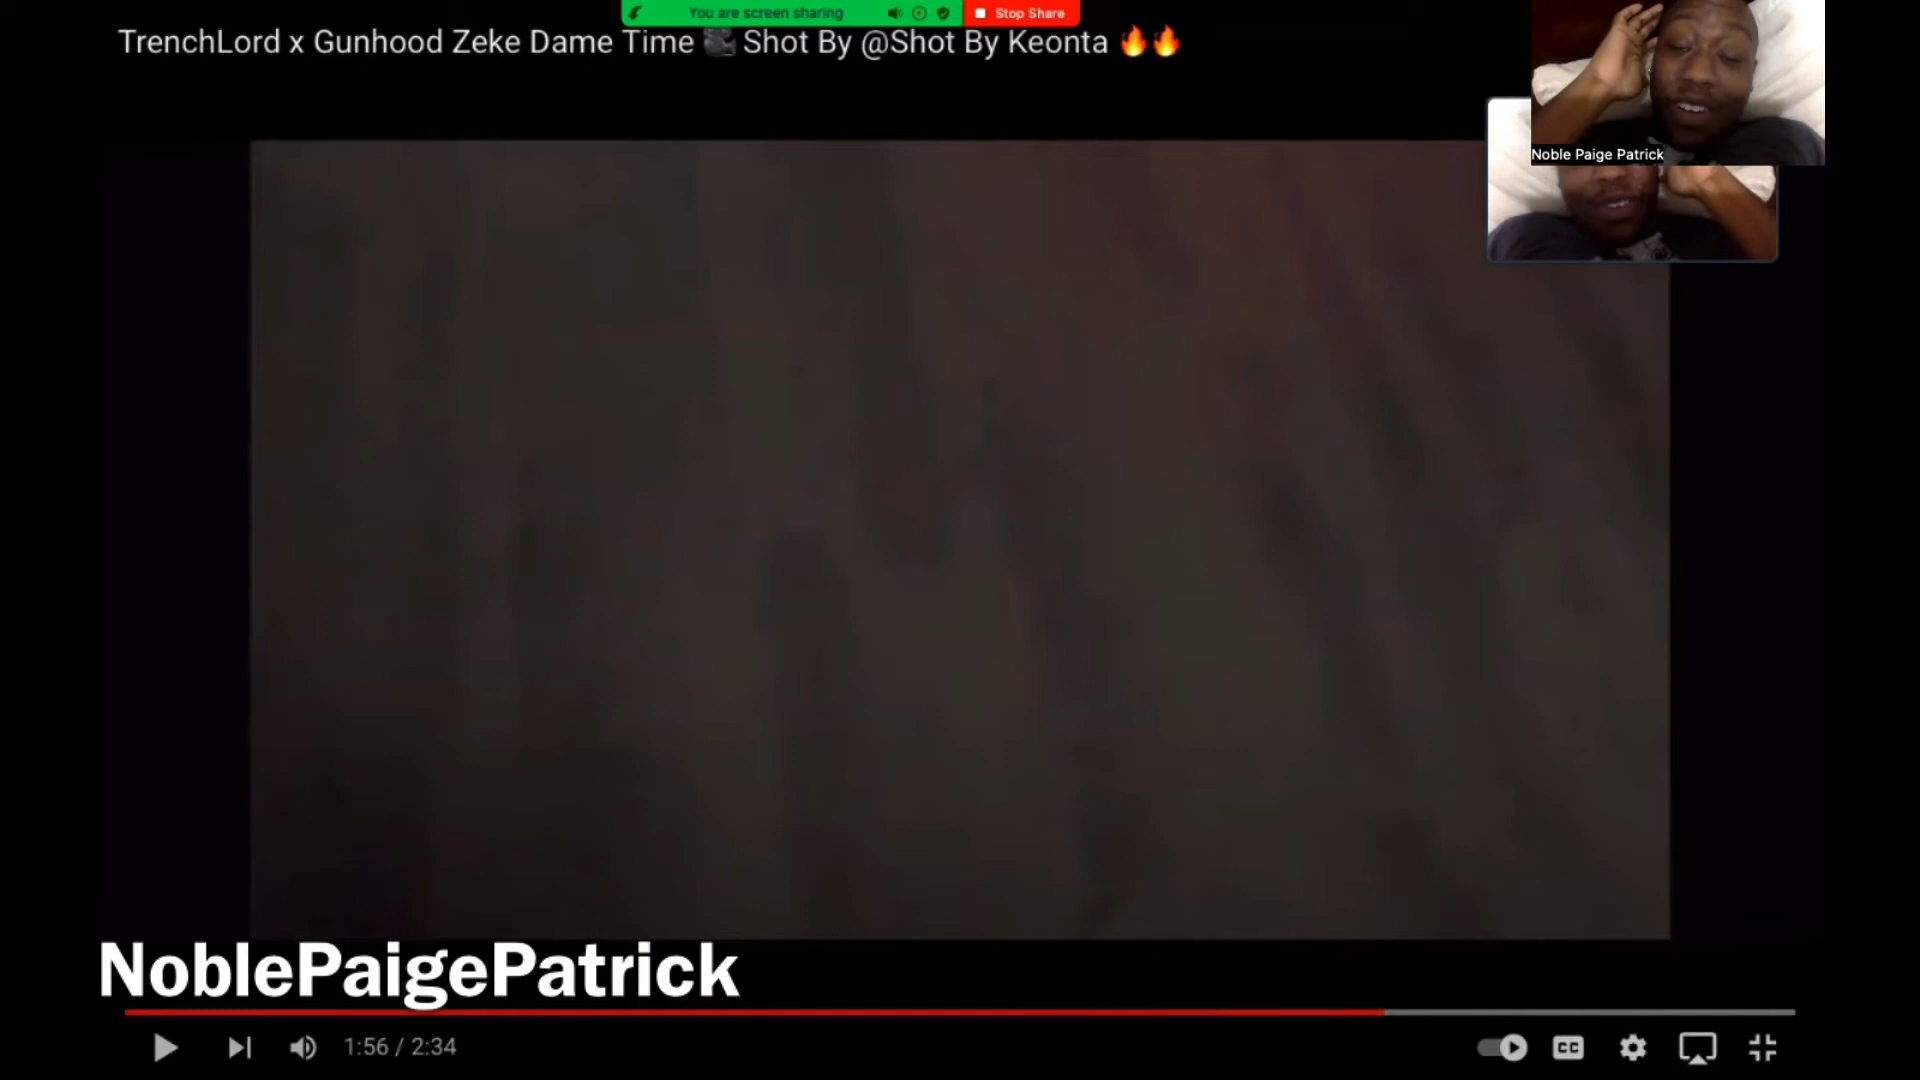 You are screen sharing
Stop Share
TrenchLord x Gunhood Zeke Dame Time 🎥 Shot By @Shot By Keonta 🔥🔥
Noble Paige Patrick
NoblePaigePatrick
1:56 / 2:34
CC